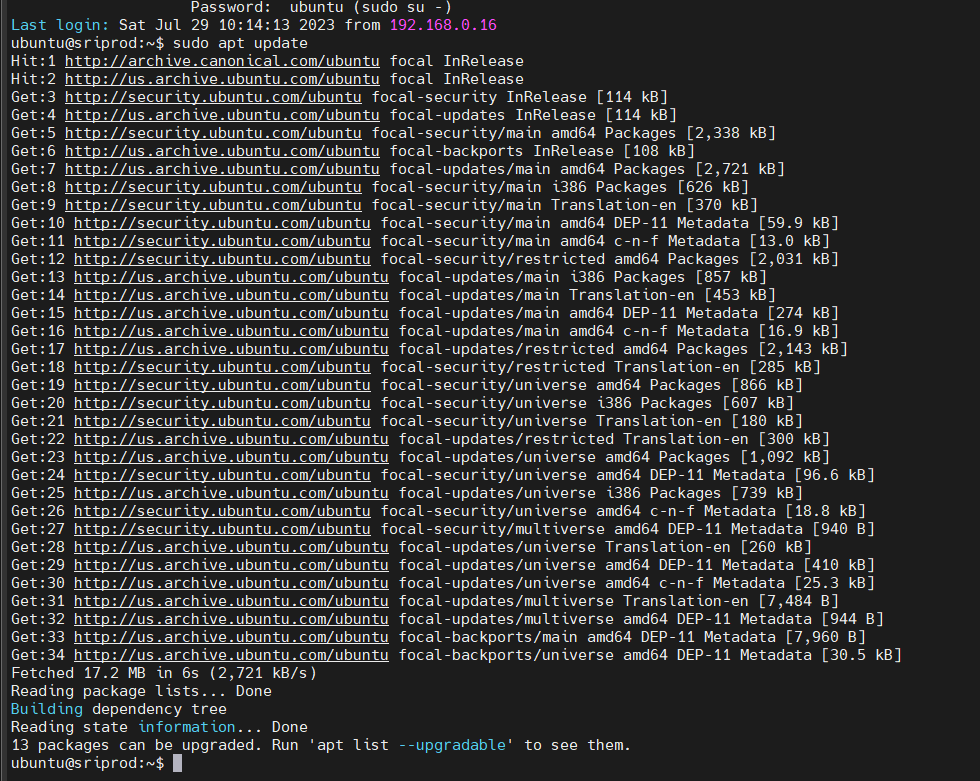 Password:  ubuntu (sudo su -)
Last login: Sat Jul 29 10:14:13 2023 from 192.168.0.16
ubuntu@sriprod:~$ sudo apt update
Hit:1 http://archive.canonical.com/ubuntu focal InRelease
Hit:2 http://us.archive.ubuntu.com/ubuntu focal InRelease
Get:3 http://security.ubuntu.com/ubuntu focal-security InRelease [114 kB]
Get:4 http://us.archive.ubuntu.com/ubuntu focal-updates InRelease [114 kB]
Get:5 http://security.ubuntu.com/ubuntu focal-security/main amd64 Packages [2,338 kB]
Get:6 http://us.archive.ubuntu.com/ubuntu focal-backports InRelease [108 kB]
Get:7 http://us.archive.ubuntu.com/ubuntu focal-updates/main amd64 Packages [2,721 kB]
Get:8 http://security.ubuntu.com/ubuntu focal-security/main i386 Packages [626 kB]
Get:9 http://security.ubuntu.com/ubuntu focal-security/main Translation-en [370 kB]
Get:10 http://security.ubuntu.com/ubuntu focal-security/main amd64 DEP-11 Metadata [59.9 kB]
Get:11 http://security.ubuntu.com/ubuntu focal-security/main amd64 c-n-f Metadata [13.0 kB]
Get:12 http://security.ubuntu.com/ubuntu focal-security/restricted amd64 Packages [2,031 kB]
Get:13 http://us.archive.ubuntu.com/ubuntu focal-updates/main i386 Packages [857 kB]
Get:14 http://us.archive.ubuntu.com/ubuntu focal-updates/main Translation-en [453 kB]
Get:15 http://us.archive.ubuntu.com/ubuntu focal-updates/main amd64 DEP-11 Metadata [274 kB]
Get:16 http://us.archive.ubuntu.com/ubuntu focal-updates/main amd64 c-n-f Metadata [16.9 kB]
Get:17 http://us.archive.ubuntu.com/ubuntu focal-updates/restricted amd64 Packages [2,143 kB]
Get:18 http://security.ubuntu.com/ubuntu focal-security/restricted Translation-en [285 kB]
Get:19 http://security.ubuntu.com/ubuntu focal-security/universe amd64 Packages [866 kB]
Get:20 http://security.ubuntu.com/ubuntu focal-security/universe i386 Packages [607 kB]
Get:21 http://security.ubuntu.com/ubuntu focal-security/universe Translation-en [180 kB]
Get:22 http://us.archive.ubuntu.com/ubuntu focal-updates/restricted Translation-en [300 kB]
Get:23 http://us.archive.ubuntu.com/ubuntu focal-updates/universe amd64 Packages [1,092 kB]
Get:24 http://security.ubuntu.com/ubuntu focal-security/universe amd64 DEP-11 Metadata [96.6 kB]
Get:25 http://us.archive.ubuntu.com/ubuntu focal-updates/universe i386 Packages [739 kB]
Get:26 http://security.ubuntu.com/ubuntu focal-security/universe amd64 c-n-f Metadata [18.8 kB]
Get:27 http://security.ubuntu.com/ubuntu focal-security/multiverse amd64 DEP-11 Metadata [940 B]
Get:28 http://us.archive.ubuntu.com/ubuntu focal-updates/universe Translation-en [260 kB]
Get:29 http://us.archive.ubuntu.com/ubuntu focal-updates/universe amd64 DEP-11 Metadata [410 kB]
Get:30 http://us.archive.ubuntu.com/ubuntu focal-updates/universe amd64 c-n-f Metadata [25.3 kB]
Get:31 http://us.archive.ubuntu.com/ubuntu focal-updates/multiverse Translation-en [7,484 B]
Get:32 http://us.archive.ubuntu.com/ubuntu focal-updates/multiverse amd64 DEP-11 Metadata [944 B]
Get:33 http://us.archive.ubuntu.com/ubuntu focal-backports/main amd64 DEP-11 Metadata [7,960 B]
Get:34 http://us.archive.ubuntu.com/ubuntu focal-backports/universe amd64 DEP-11 Metadata [30.5 kB]
Fetched 17.2 MB in 6s (2,721 kB/s)
Reading package lists... Done
Building dependency tree
Reading state information... Done
13 packages can be upgraded. Run 'apt list --upgradable' to see them.
ubuntu@sriprod:~$